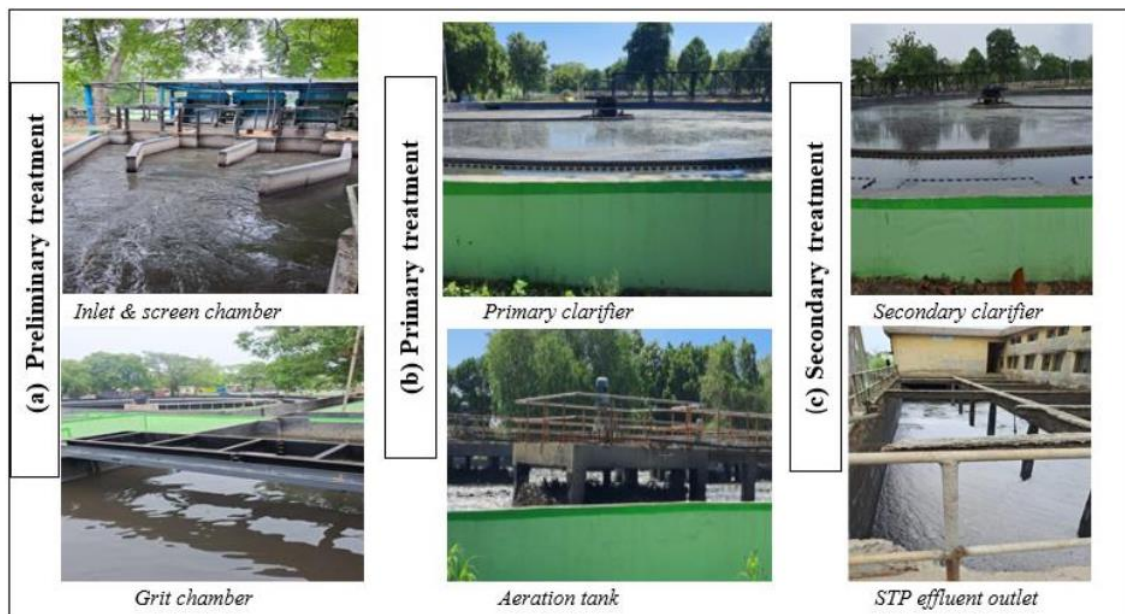 (a) Preliminary treatment
Inlet & screen chamber
Grit chamber
(b) Primary treatment
Primary clarifier
Aeration tank
(c) Secondary treatment
Secondary clarifier
STP effluent outlet